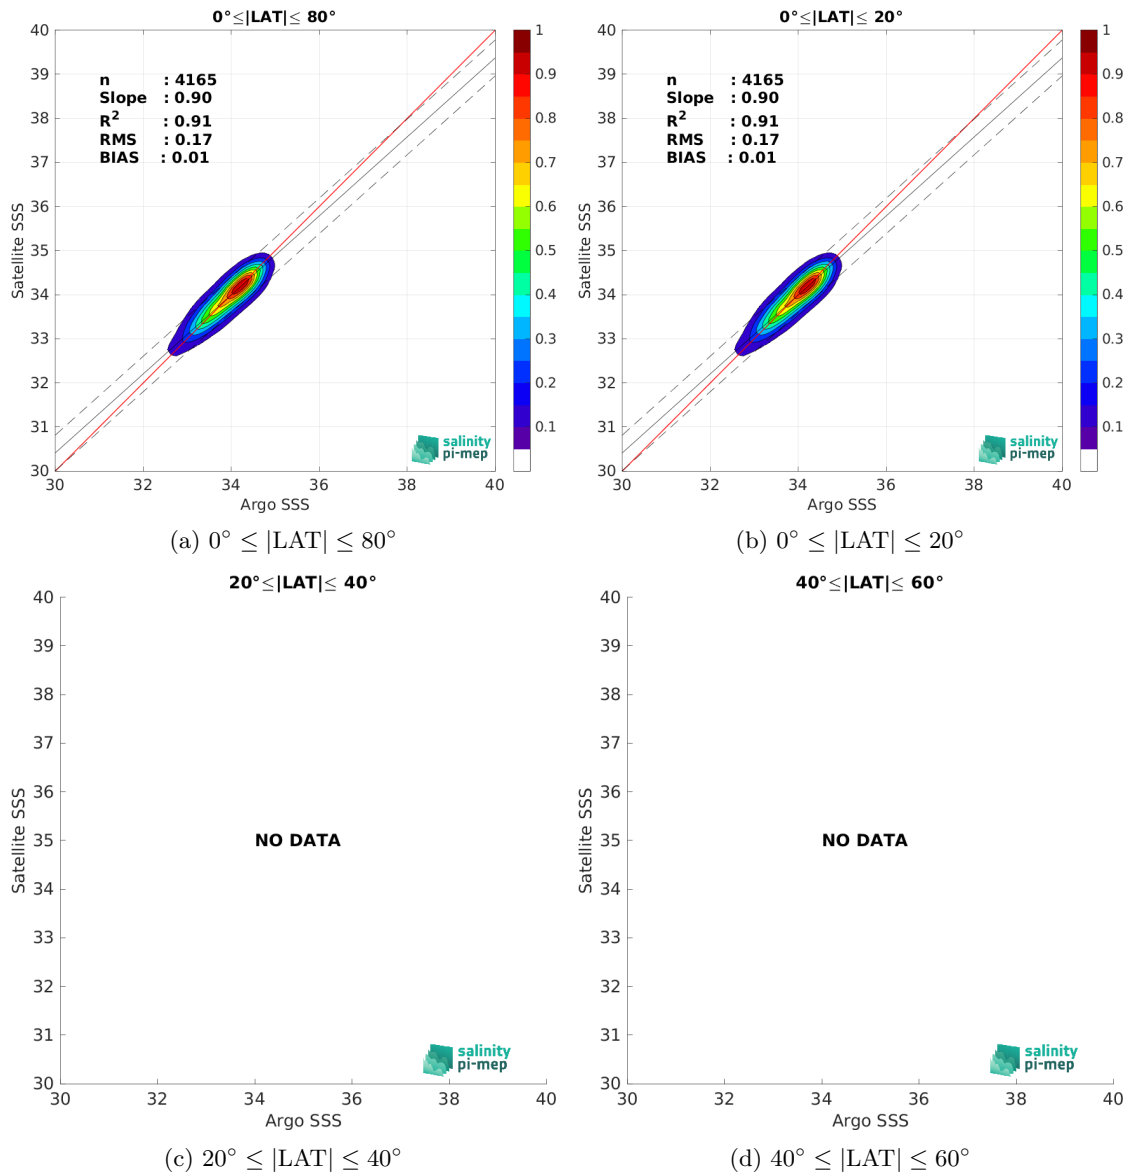 0°≤|LAT|≤ 80°
40
39
38
37
36
35
34
33
32
31
30
n : 4165
Slope : 0.90
R² : 0.91
RMS : 0.17
BIAS : 0.01
1
0.9
0.8
0.7
0.6
0.5
0.4
0.3
0.2
0.1
Satellite SSS
salinity
pi-mep
30 32 34 36 38 40
Argo SSS
(a) 0° ≤ |LAT| ≤ 80°
0°≤|LAT|≤ 20°
40
39
38
37
36
35
34
33
32
31
30
n : 4165
Slope : 0.90
R² : 0.91
RMS : 0.17
BIAS : 0.01
1
0.9
0.8
0.7
0.6
0.5
0.4
0.3
0.2
0.1
Satellite SSS
salinity
pi-mep
30 32 34 36 38 40
Argo SSS
(b) 0° ≤ |LAT| ≤ 20°
20°≤|LAT|≤ 40°
40
39
38
37
36
35
34
33
32
31
30
Satellite SSS
NO DATA
salinity
pi-mep
30 32 34 36 38 40
Argo SSS
(c) 20° ≤ |LAT| ≤ 40°
40°≤|LAT|≤ 60°
40
39
38
37
36
35
34
33
32
31
30
Satellite SSS
NO DATA
salinity
pi-mep
30 32 34 36 38 40
Argo SSS
(d) 40° ≤ |LAT| ≤ 60°